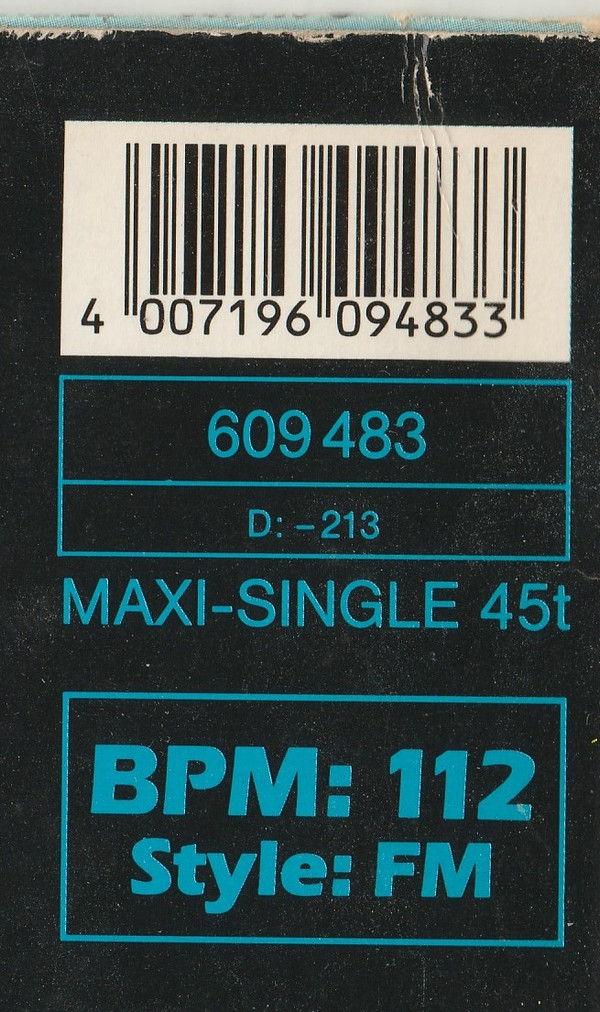 4 007196 094833
609 483
D: –213
MAXI-SINGLE 45t
BPM: 112
Style: FM